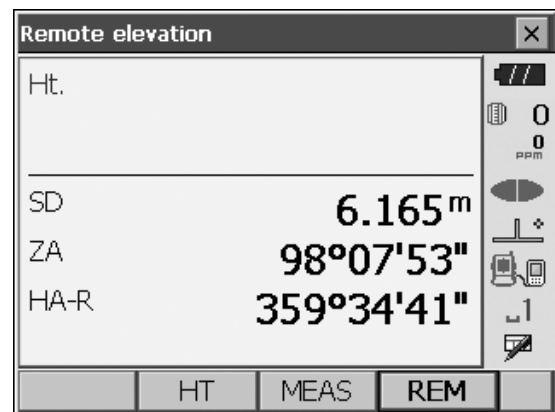 Remote elevation
Ht.
0
0
ppm
SD 6.165 m
ZA 98°07'53"
HA-R 359°34'41"
1
HT MEAS REM